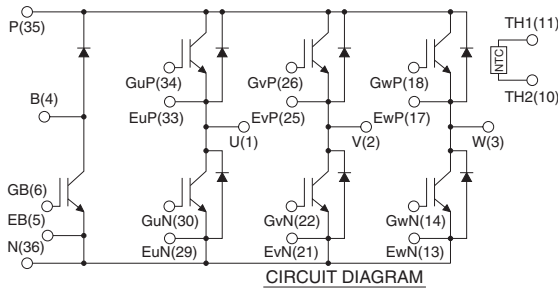 P(35)
TH1(11)
NTC
TH2(10)
GuP(34)
GvP(26)
GwP(18)
B(4)
EuP(33)
EvP(25)
EwP(17)
U(1)
V(2)
W(3)
GB(6)
GuN(30)
GvN(22)
GwN(14)
EB(5)
N(36)
EuN(29)
EvN(21)
EwN(13)
CIRCUIT DIAGRAM